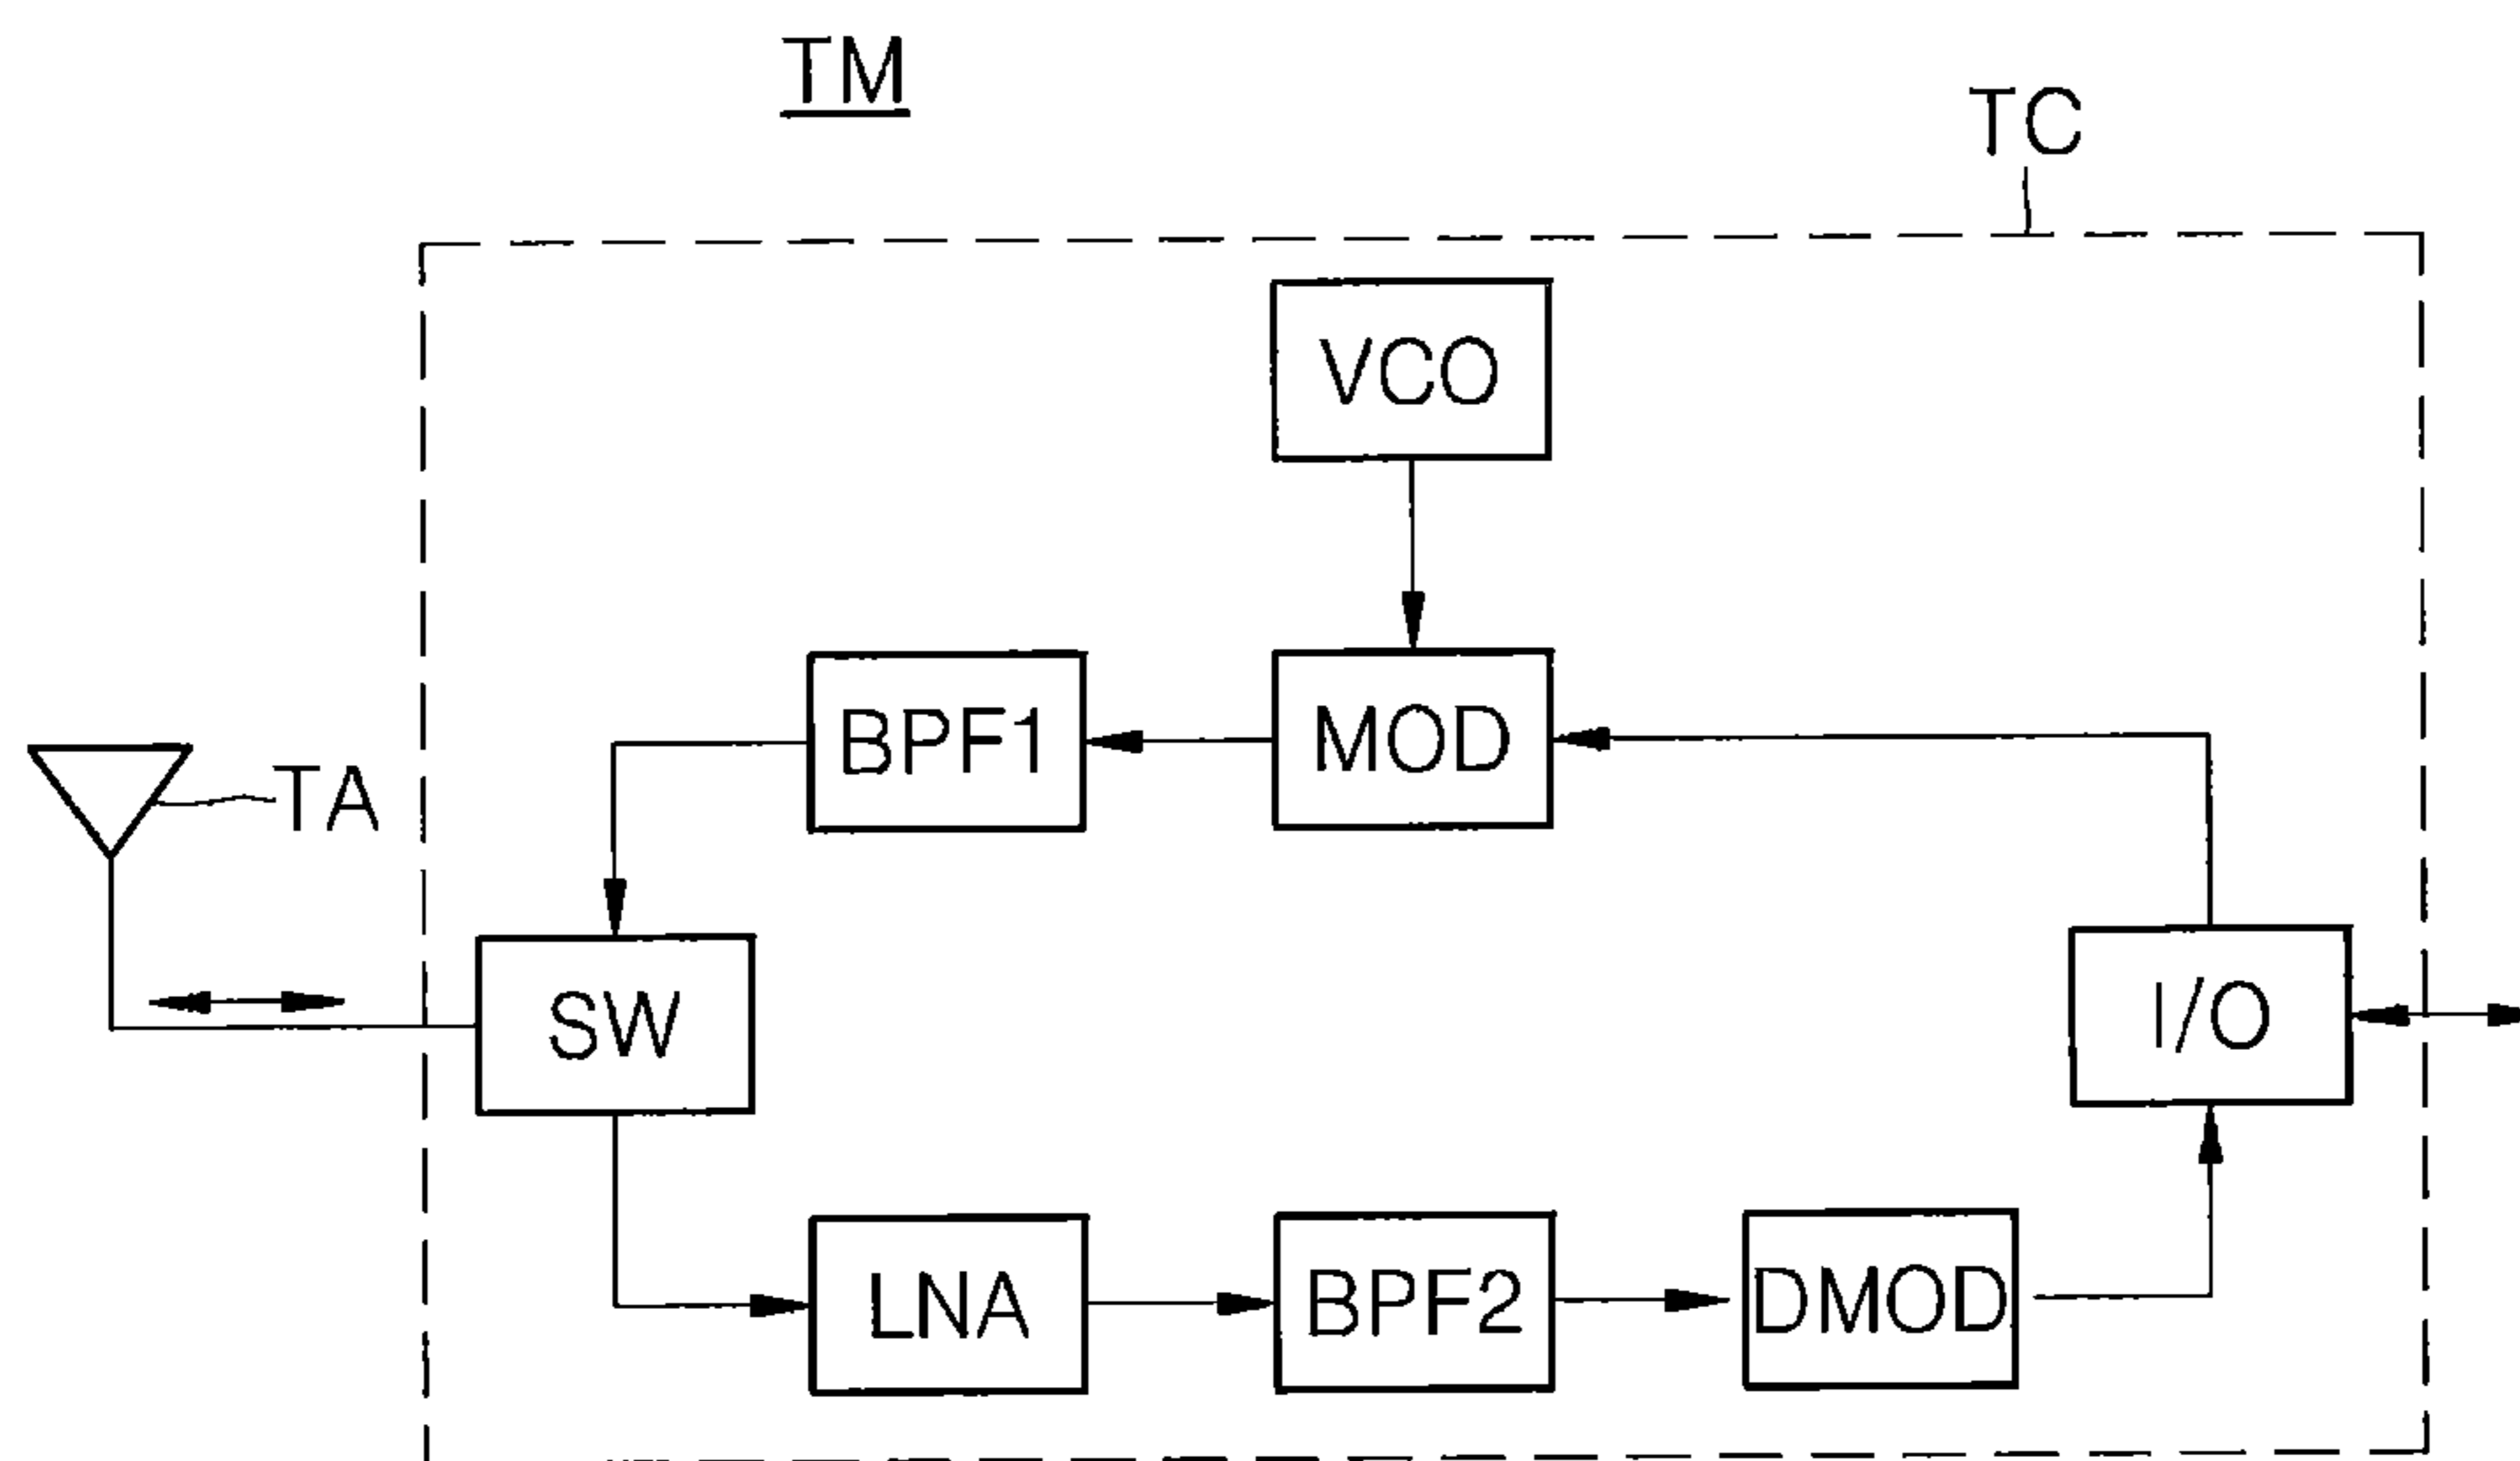 TM
TC
VCO
BPF1
MOD
TA
SW
I/O
LNA
BPF2
DMOD